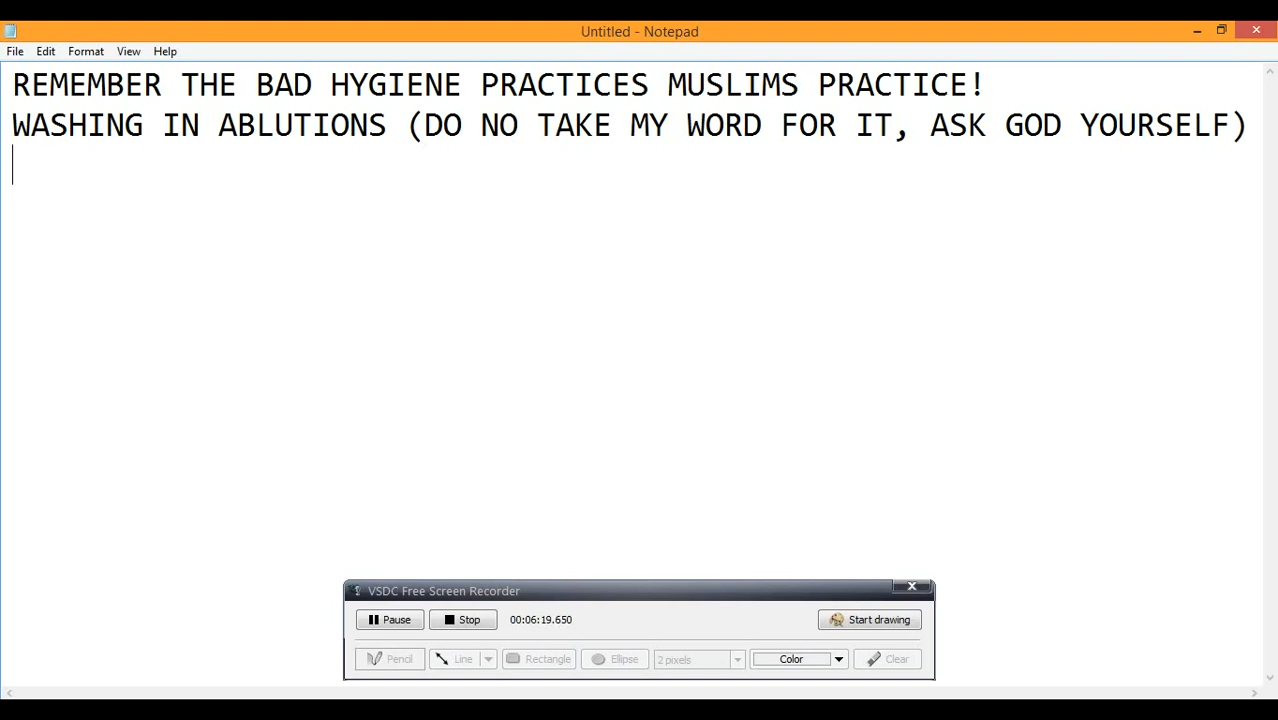 Untitled - Notepad
File Edit Format View Help
REMEMBER THE BAD HYGIENE PRACTICES MUSLIMS PRACTICE!
WASHING IN ABLUTIONS (DO NO TAKE MY WORD FOR IT, ASK GOD YOURSELF)
VSDC Free Screen Recorder
Pause Stop 00:06:19.650 Start drawing
Pencil Line Rectangle Ellipse 2 pixels Color Clear